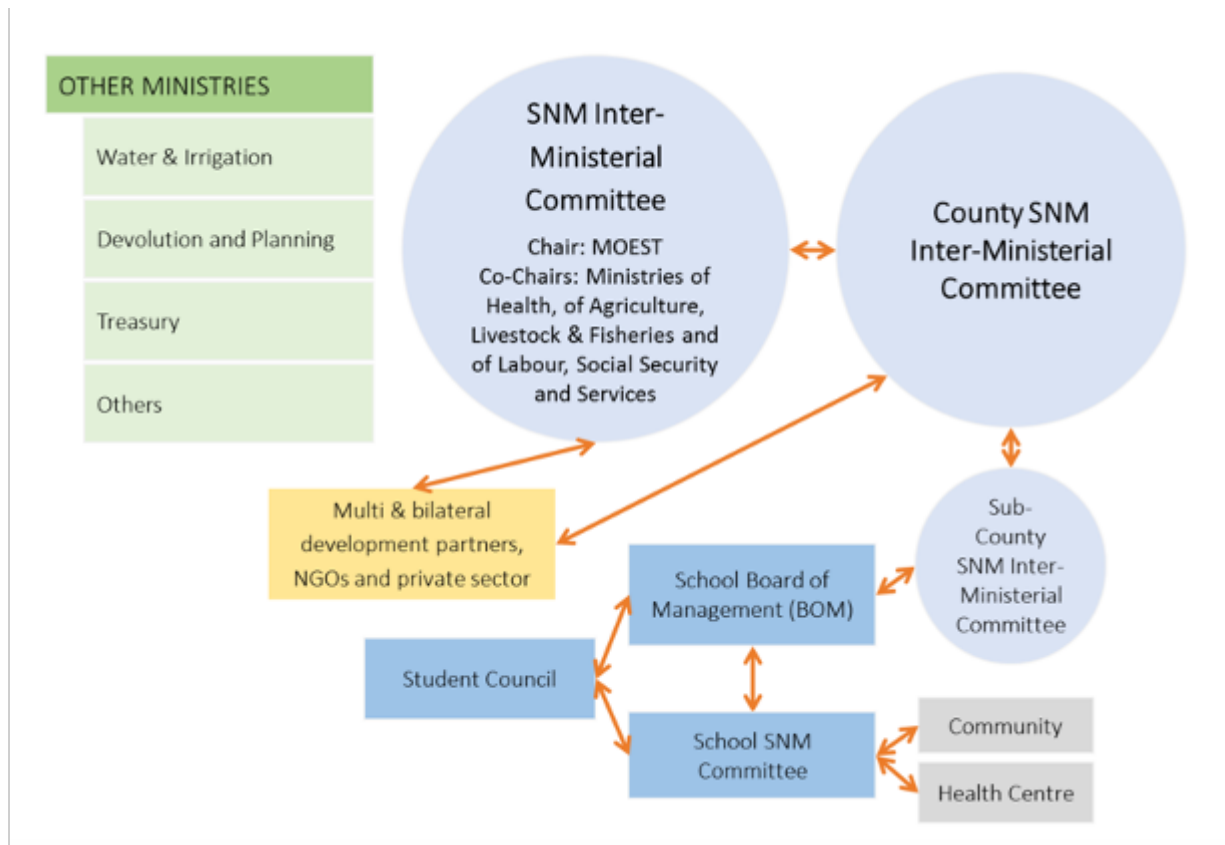 OTHER MINISTRIES
Water & Irrigation
Devolution and Planning
Treasury
Others
SNM Inter-
Ministerial
Committee
Chair: MOEST
Co-Chairs: Ministries of
Health, of Agriculture,
Livestock & Fisheries and
of Labour, Social Security
and Services
County SNM
Inter-Ministerial
Committee
Multi & bilateral
development partners,
NGOs and private sector
Sub-
County
SNM Inter-
Ministerial
Committee
School Board of
Management (BOM)
Student Council
School SNM
Committee
Community
Health Centre